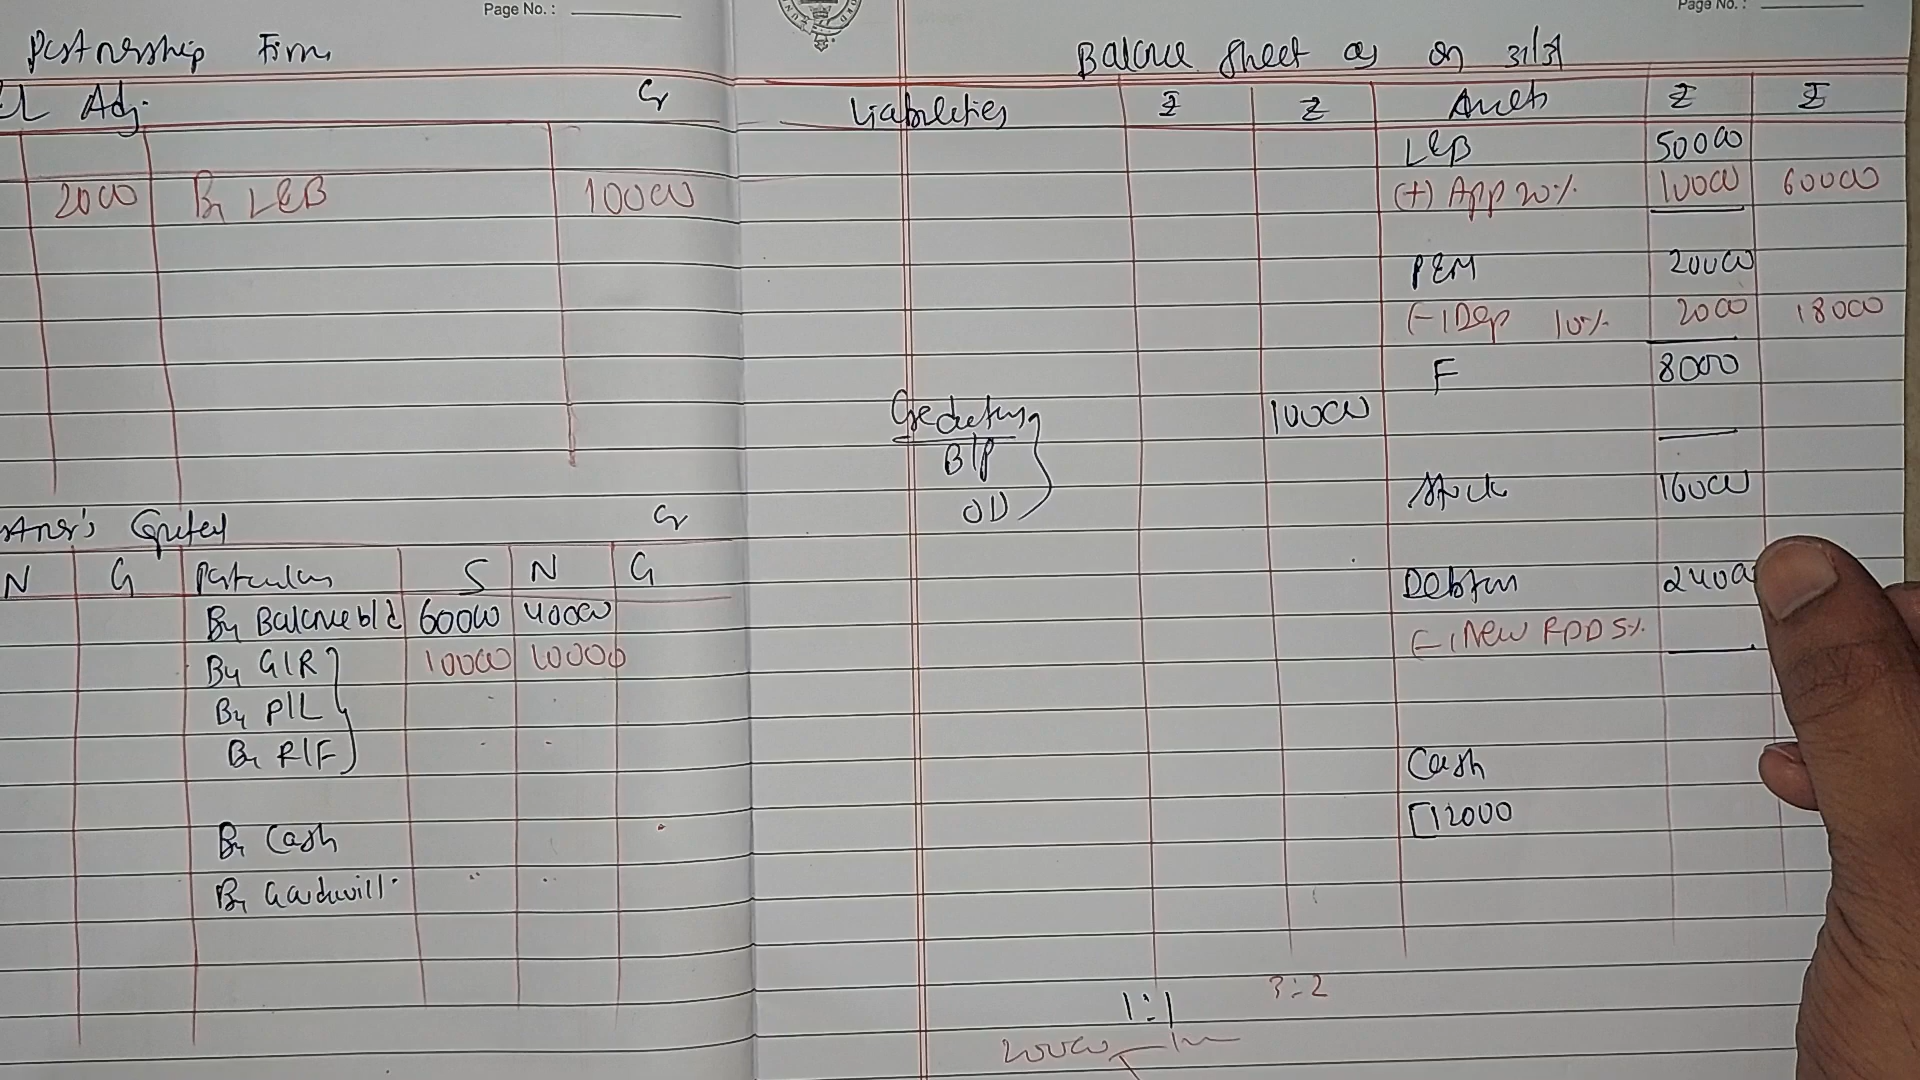 Page No. :
Partnership Firm
L Adj. Cr
2000 By L&B 10000
Partner's Capital Cr
N G Particulars S N G
By Balance b/d 60000 40000
By G/R 10000 10000
By P/L
By R/F
By Cash
By Goodwill
Page No. :
Balance Sheet as on 31/3/
Liabilities ₹ ₹ Assets ₹ ₹
L&B 50000
(+) App 20% 10000 60000
P&M 20000
(-) Dep 10% 2000 18000
F 8000
Creditors 10000
B/P
Stock 16000
OD
Debtors 24000
(-) New RDD 5%
Cash
[12000
3:2
1:1
20000